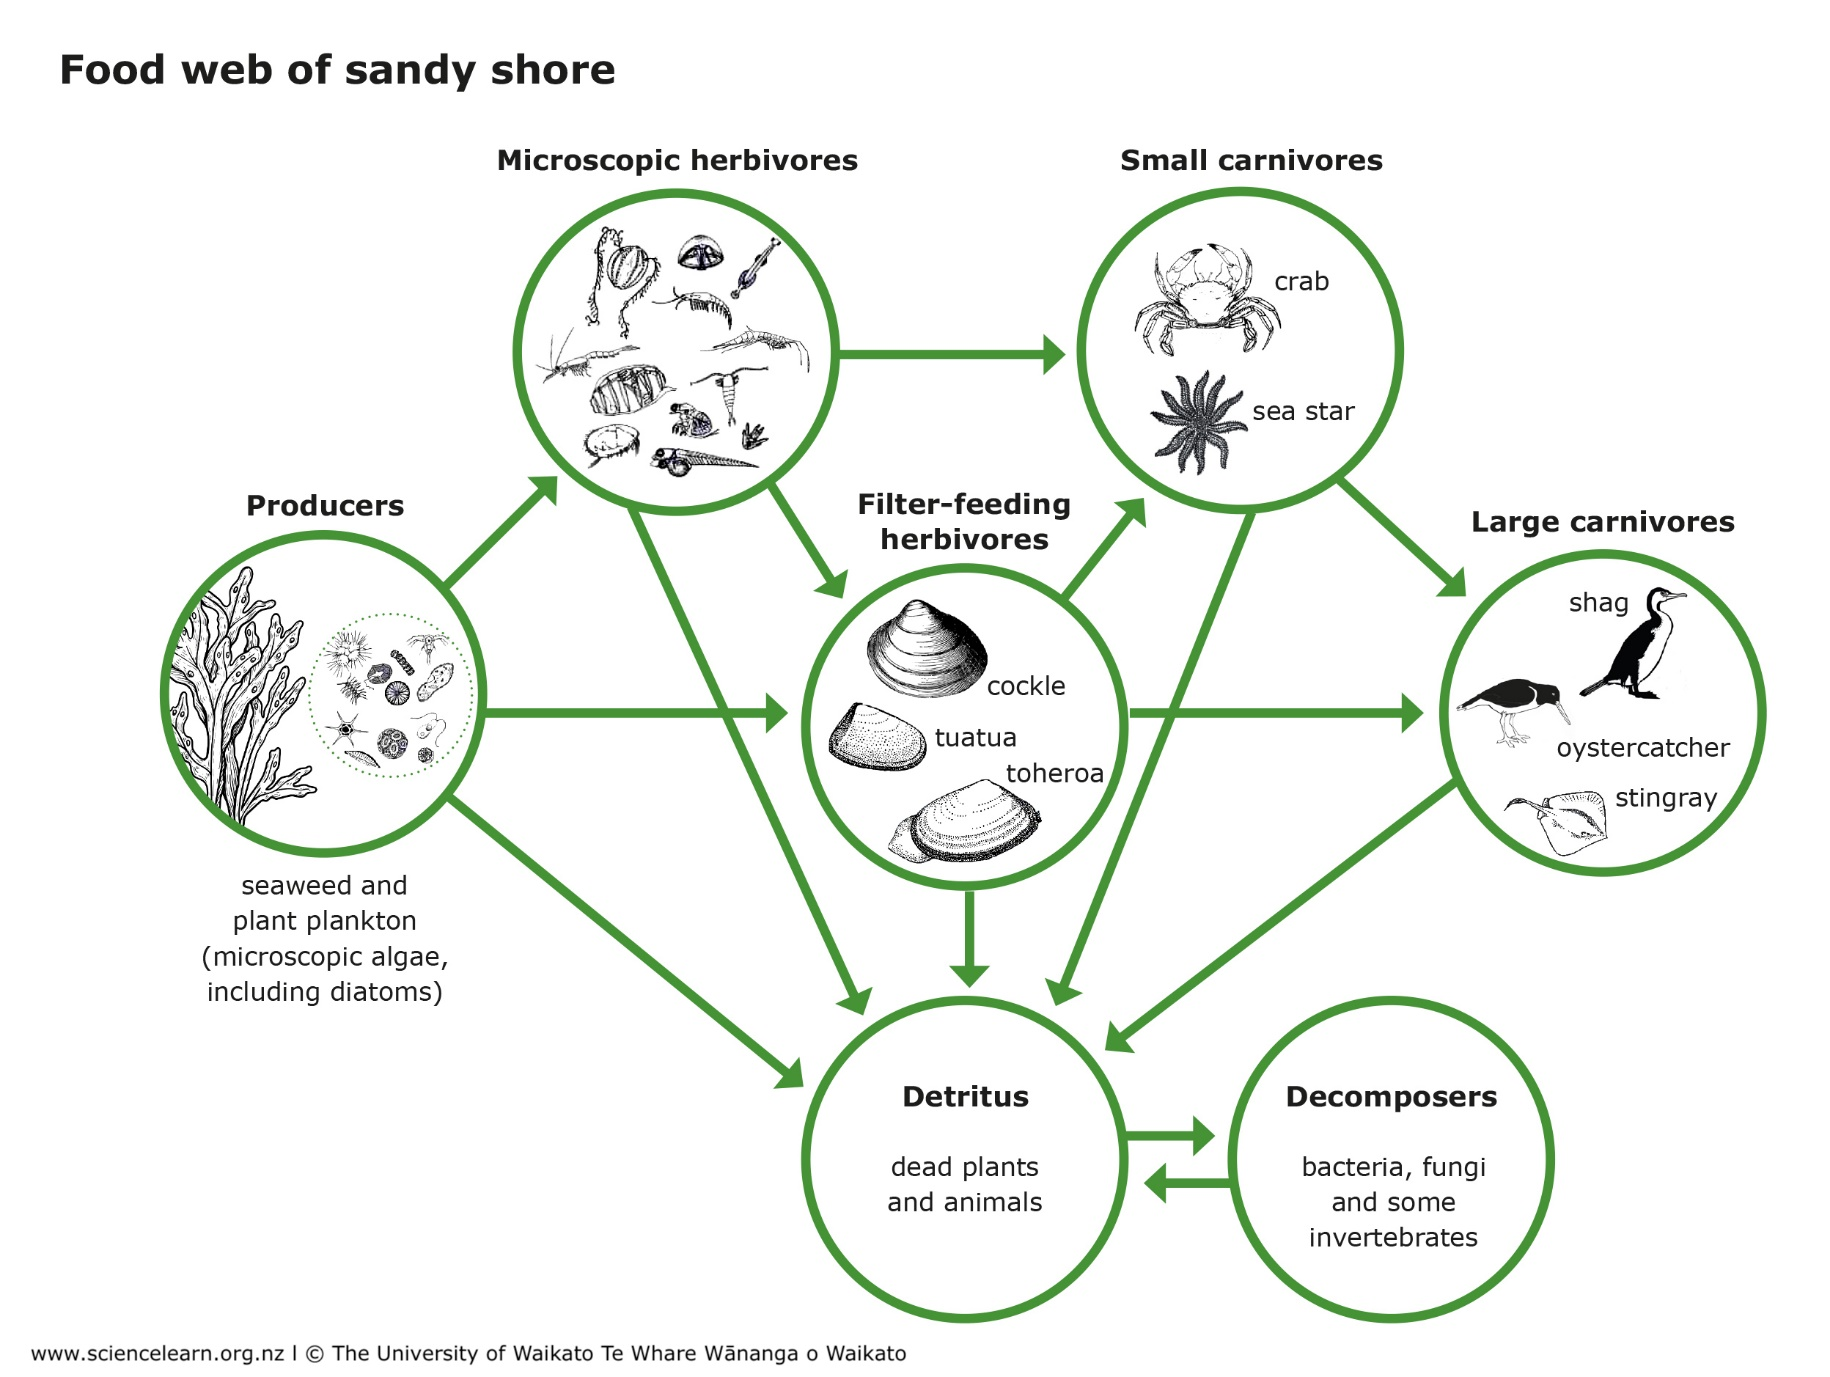 Food web of sandy shore
Microscopic herbivores
Small carnivores
crab
sea star
Producers
Filter-feeding
herbivores
Large carnivores
shag
cockle
tuatua
toheroa
oystercatcher
stingray
seaweed and
plant plankton
(microscopic algae,
including diatoms)
Detritus
dead plants
and animals
Decomposers
bacteria, fungi
and some
invertebrates
www.sciencelearn.org.nz l © The University of Waikato Te Whare Wānanga o Waikato